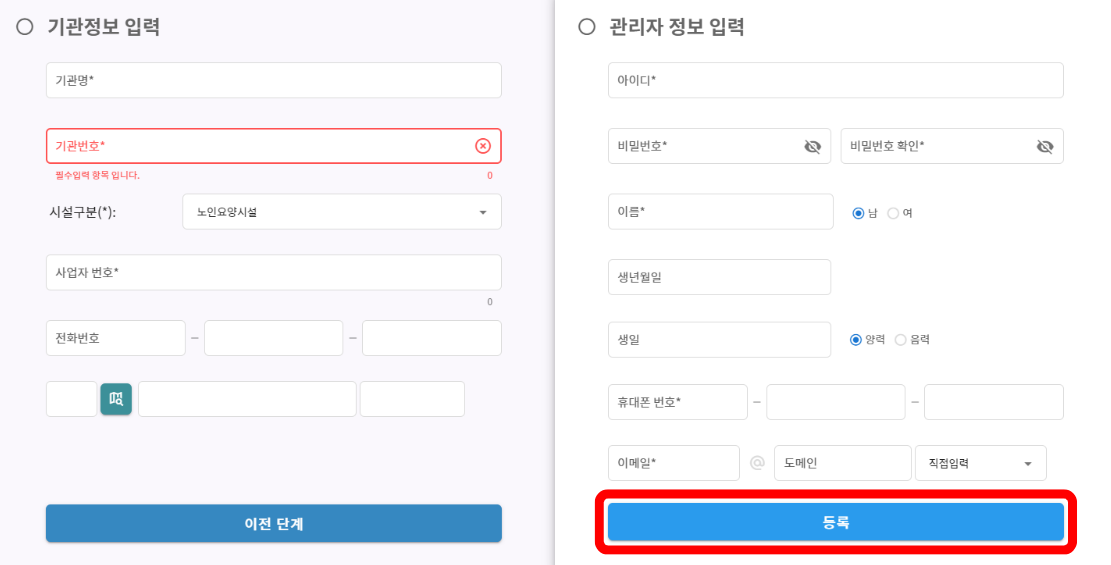 기관정보 입력
기관명*
기관번호*
필수입력 항목 입니다.
0
시설구분(*):
노인요양시설
사업자 번호*
0
전화번호
–
–
이전 단계
관리자 정보 입력
아이디*
비밀번호*
비밀번호 확인*
이름*
남
여
생년월일
생일
양력
음력
휴대폰 번호*
–
–
이메일*
@
도메인
직접입력
등록